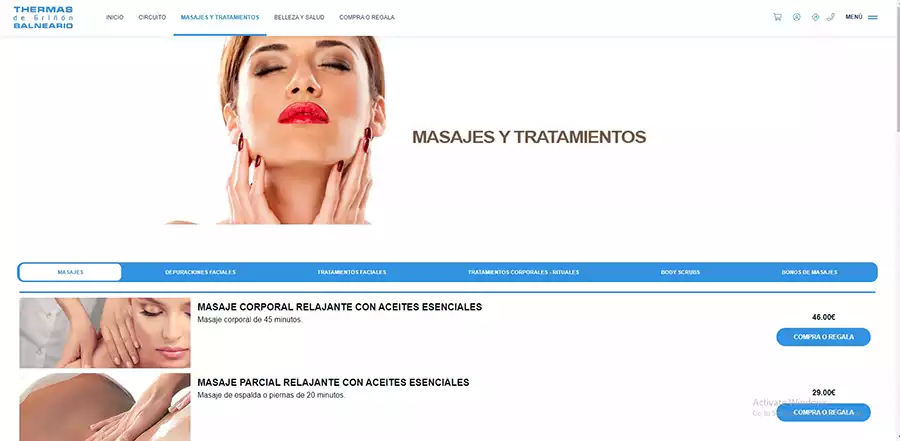 THERMAS
de Griñón
BALNEARIO
INICIO CIRCUITO MASAJES Y TRATAMIENTOS BELLEZA Y SALUD COMPRA O REGALA
MENÚ
MASAJES Y TRATAMIENTOS
MASAJES DEPURACIONES FACIALES TRATAMIENTOS FACIALES TRATAMIENTOS CORPORALES - RITUALES BODY SCRUBS BONOS DE MASAJES
MASAJE CORPORAL RELAJANTE CON ACEITES ESENCIALES
Masaje corporal de 45 minutos.
46.00€
COMPRA O REGALA
MASAJE PARCIAL RELAJANTE CON ACEITES ESENCIALES
Masaje de espalda o piernas de 20 minutos.
29.00€
Activate Windows
Go to
COMPRA O REGALA